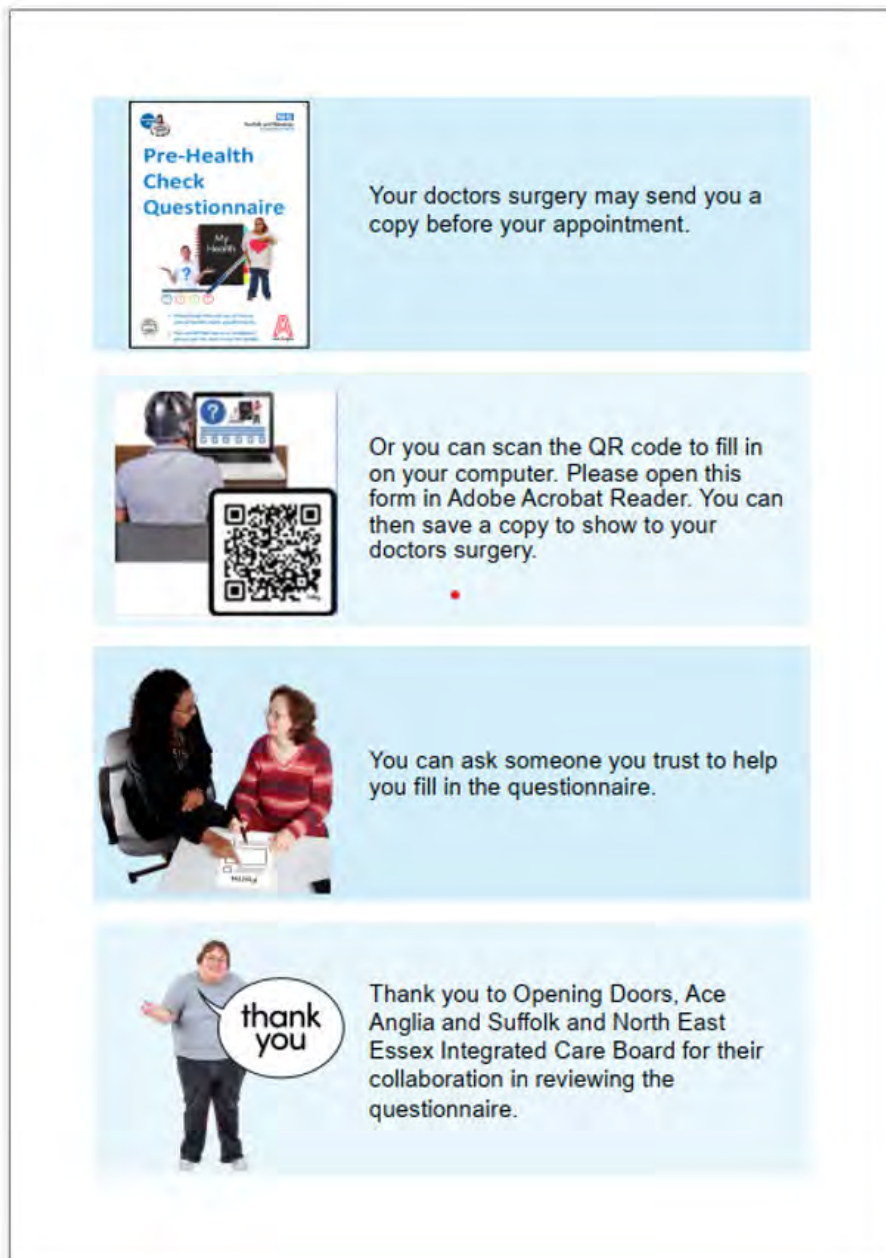 NHS
Pre-Health
Check
Questionnaire
My
Health
?
A
Your doctors surgery may send you a
copy before your appointment.
?
Or you can scan the QR code to fill in
on your computer. Please open this
form in Adobe Acrobat Reader. You can
then save a copy to show to your
doctors surgery.
You can ask someone you trust to help
you fill in the questionnaire.
thank
you
Thank you to Opening Doors, Ace
Anglia and Suffolk and North East
Essex Integrated Care Board for their
collaboration in reviewing the
questionnaire.